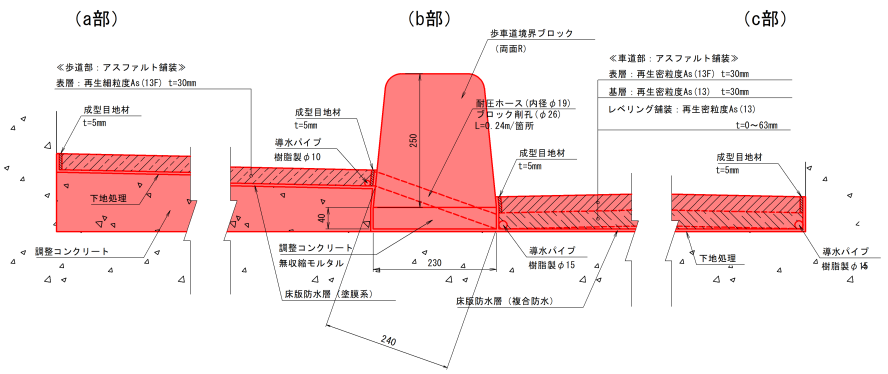 (a部)
(b部)
(c部)
歩車道境界ブロック
(両面R)
≪歩道部：アスファルト舗装≫
表層：再生細粒度As(13F) t=30mm
成型目地材
t=5mm
成型目地材
t=5mm
導水パイプ
樹脂製φ10
250
耐圧ホース(内径φ19)
ブロック削孔(φ26)
L=0.24m/箇所
≪車道部：アスファルト舗装≫
表層：再生密粒度As(13F) t=30mm
基層：再生密粒度As(13) t=30mm
レベリング舗装：再生密粒度As(13)
t=0～63mm
成型目地材
t=5mm
成型目地材
t=5mm
下地処理
40
調整コンクリート
調整コンクリート
無収縮モルタル
230
導水パイプ
樹脂製φ15
下地処理
導水パイプ
樹脂製φ15
床版防水層(塗膜系)
床版防水層(複合防水)
240